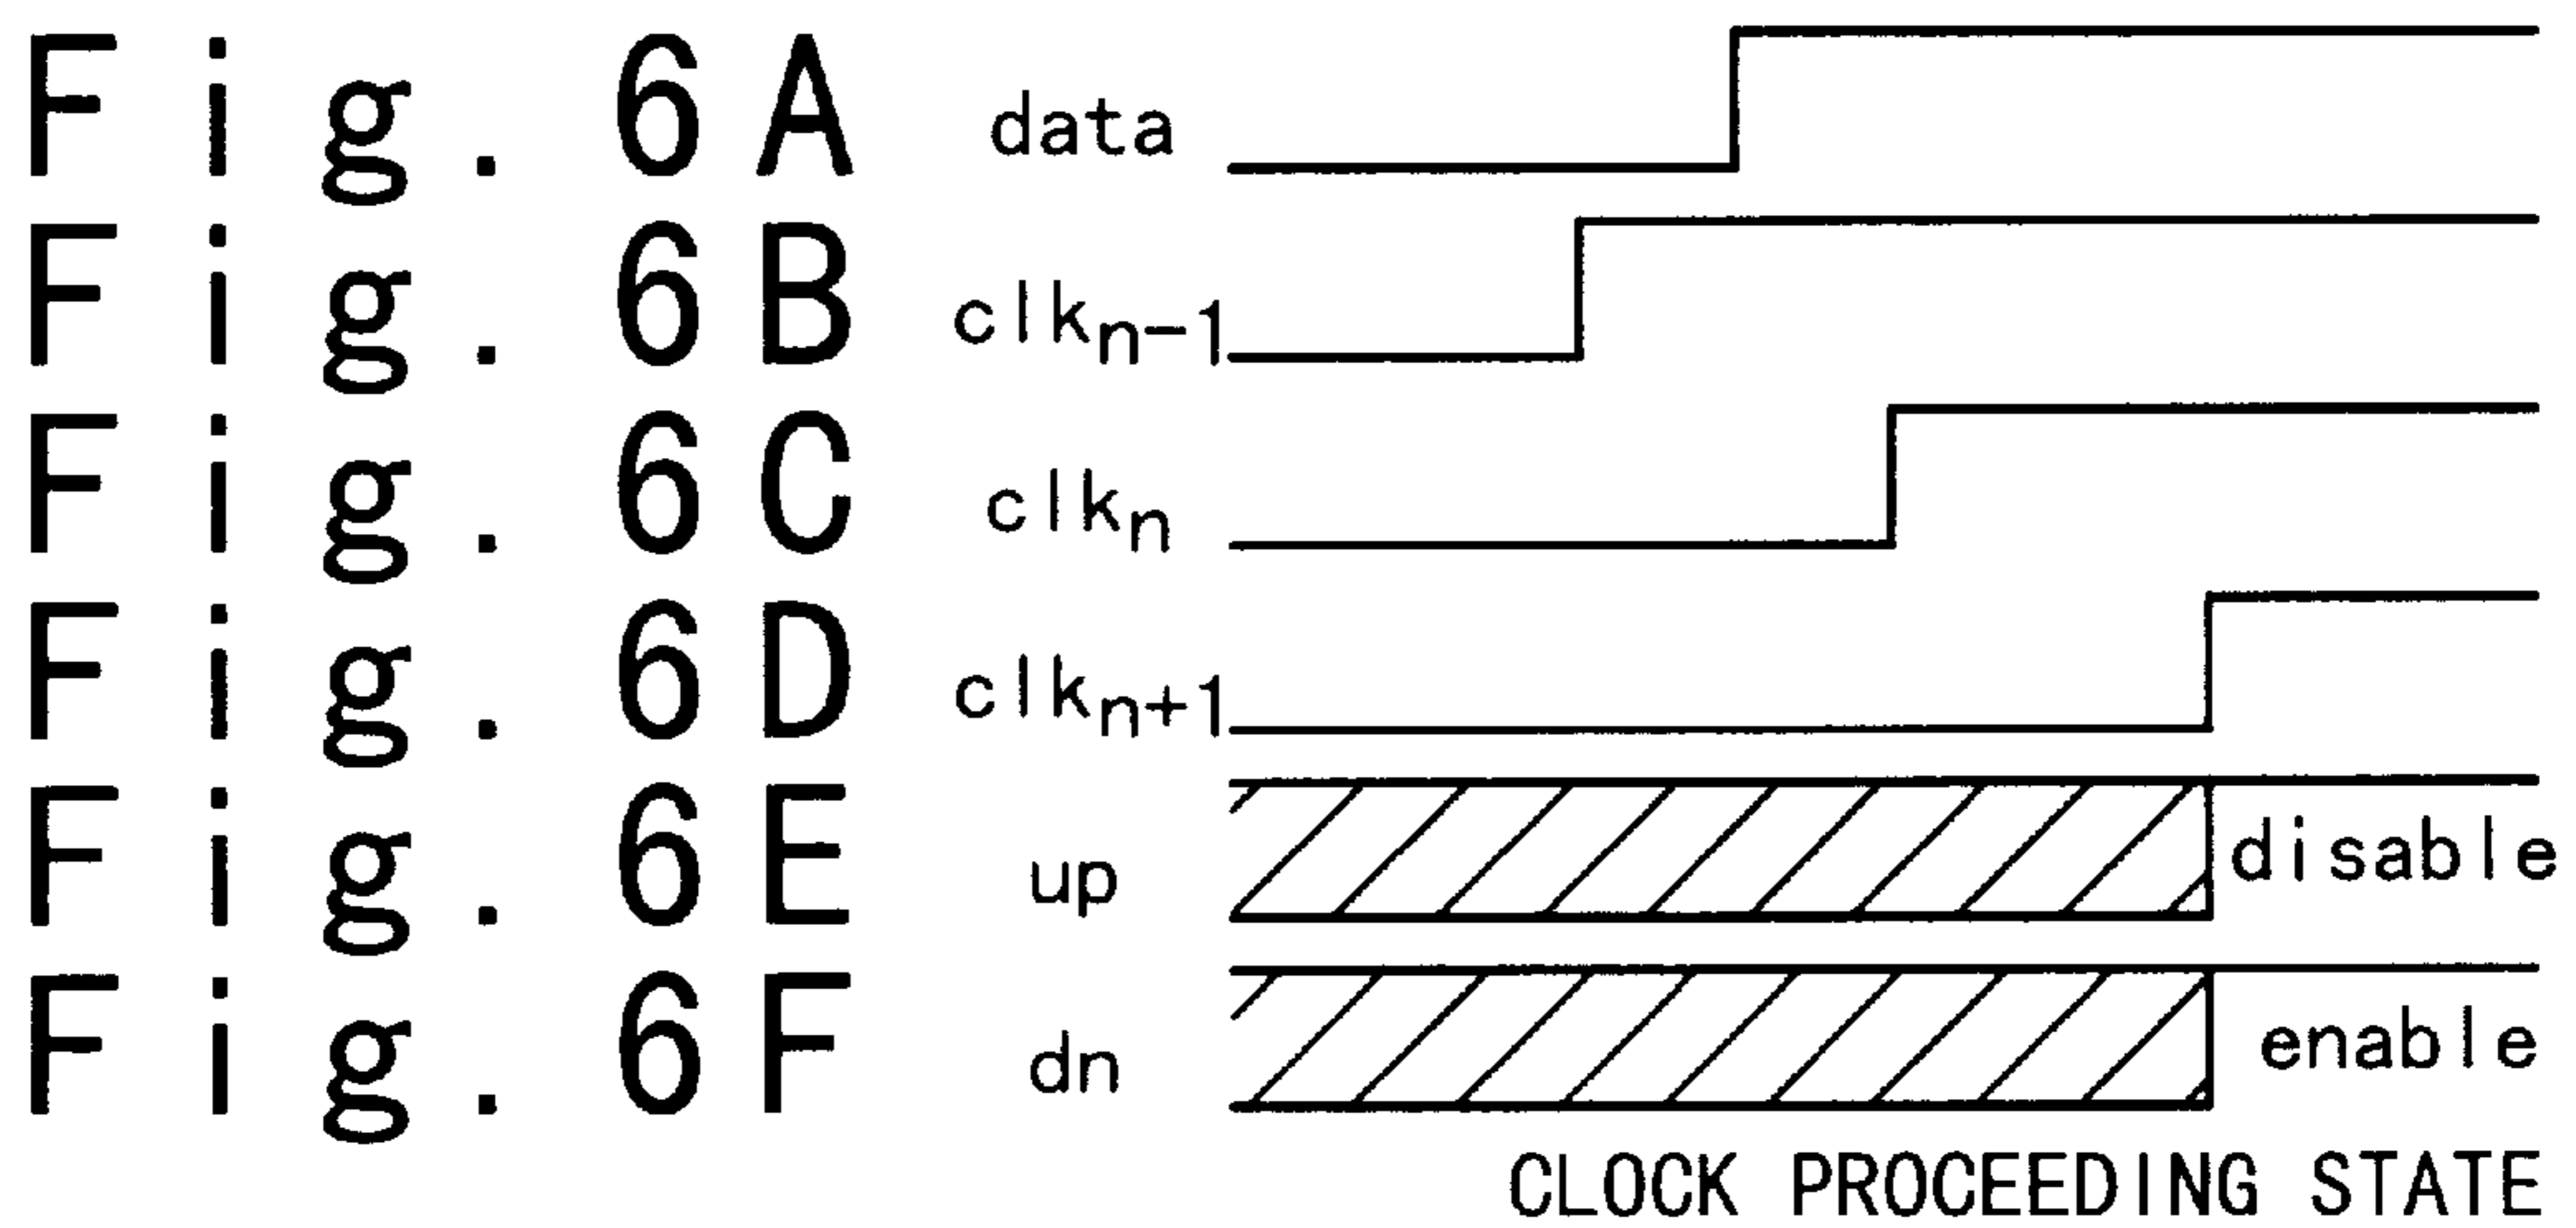 Fig. 6A data
Fig. 6B clkn-1
Fig. 6C clkn
Fig. 6D clkn+1
Fig. 6E up disable
Fig. 6F dn enable
CLOCK PROCEEDING STATE